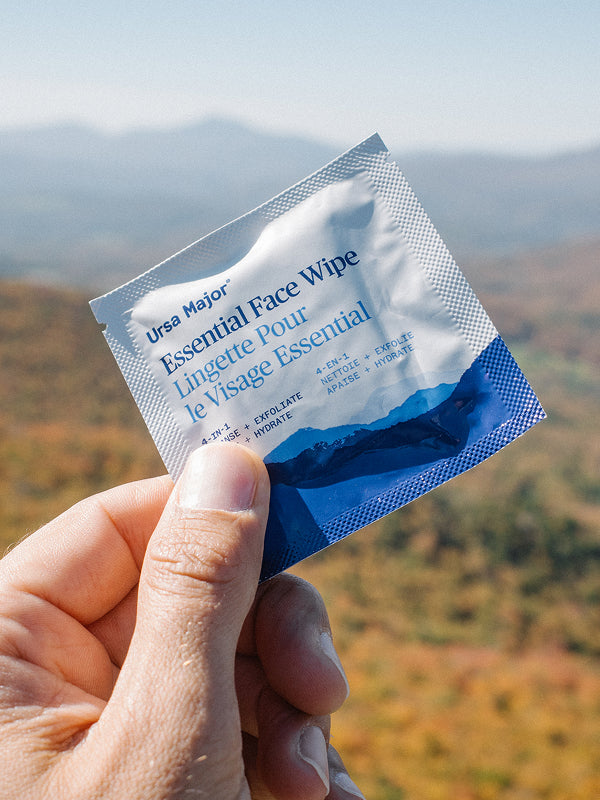 Ursa Major®
Essential Face Wipe
Lingette Pour
le Visage Essential
4-IN-1
+ EXFOLIATE
+ HYDRATE
4-EN-1
NETTOIE + EXFOLIE
APAISE + HYDRATE